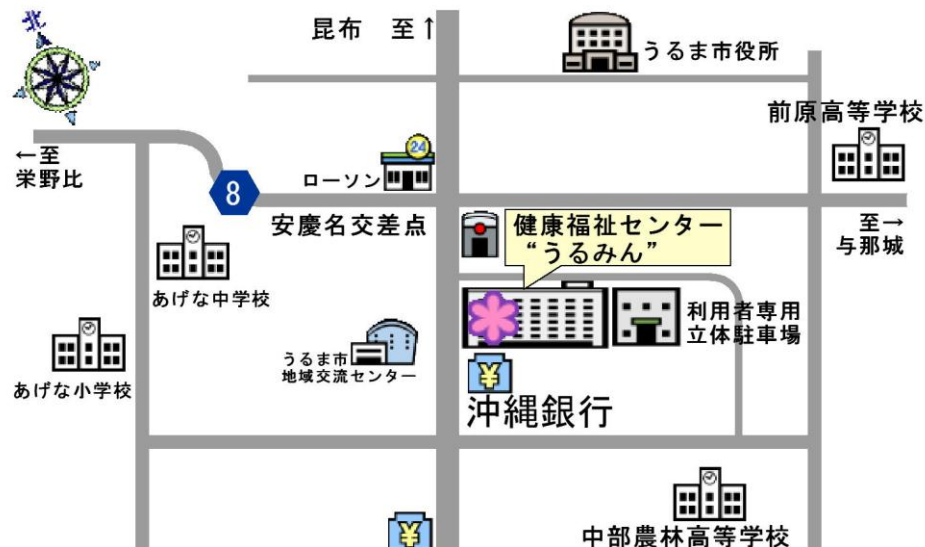 北
昆布 至↑
うるま市役所
前原高等学校
←至
栄野比
24
ローソン
8
安慶名交差点
健康福祉センター
“うるみん”
至→
与那城
あげな中学校
利用者専用
立体駐車場
うるま市
地域交流センター
あげな小学校
¥
沖縄銀行
¥
中部農林高等学校